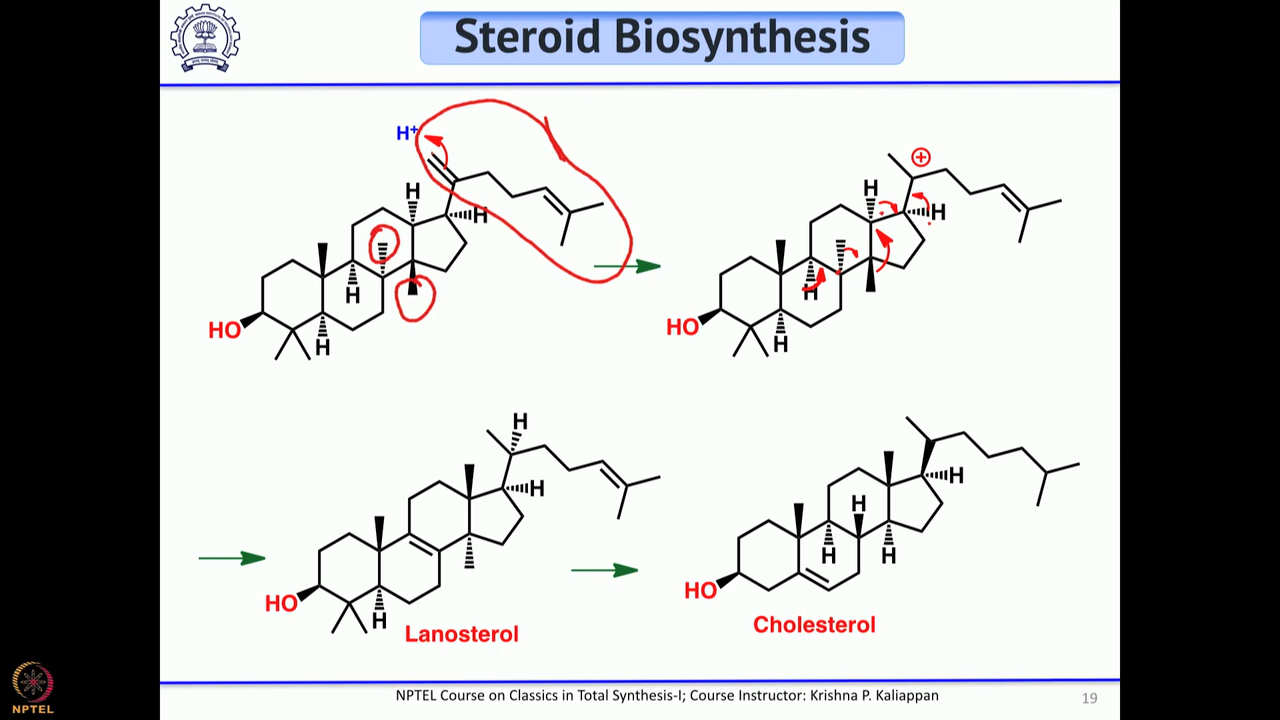 Steroid Biosynthesis
H+
H
H
H
H
HO
+
H
H
H
H
HO
H
H
H
HO
Lanosterol
H
H
H
H
HO
Cholesterol
NPTEL
NPTEL Course on Classics in Total Synthesis-I; Course Instructor: Krishna P. Kaliappan
19